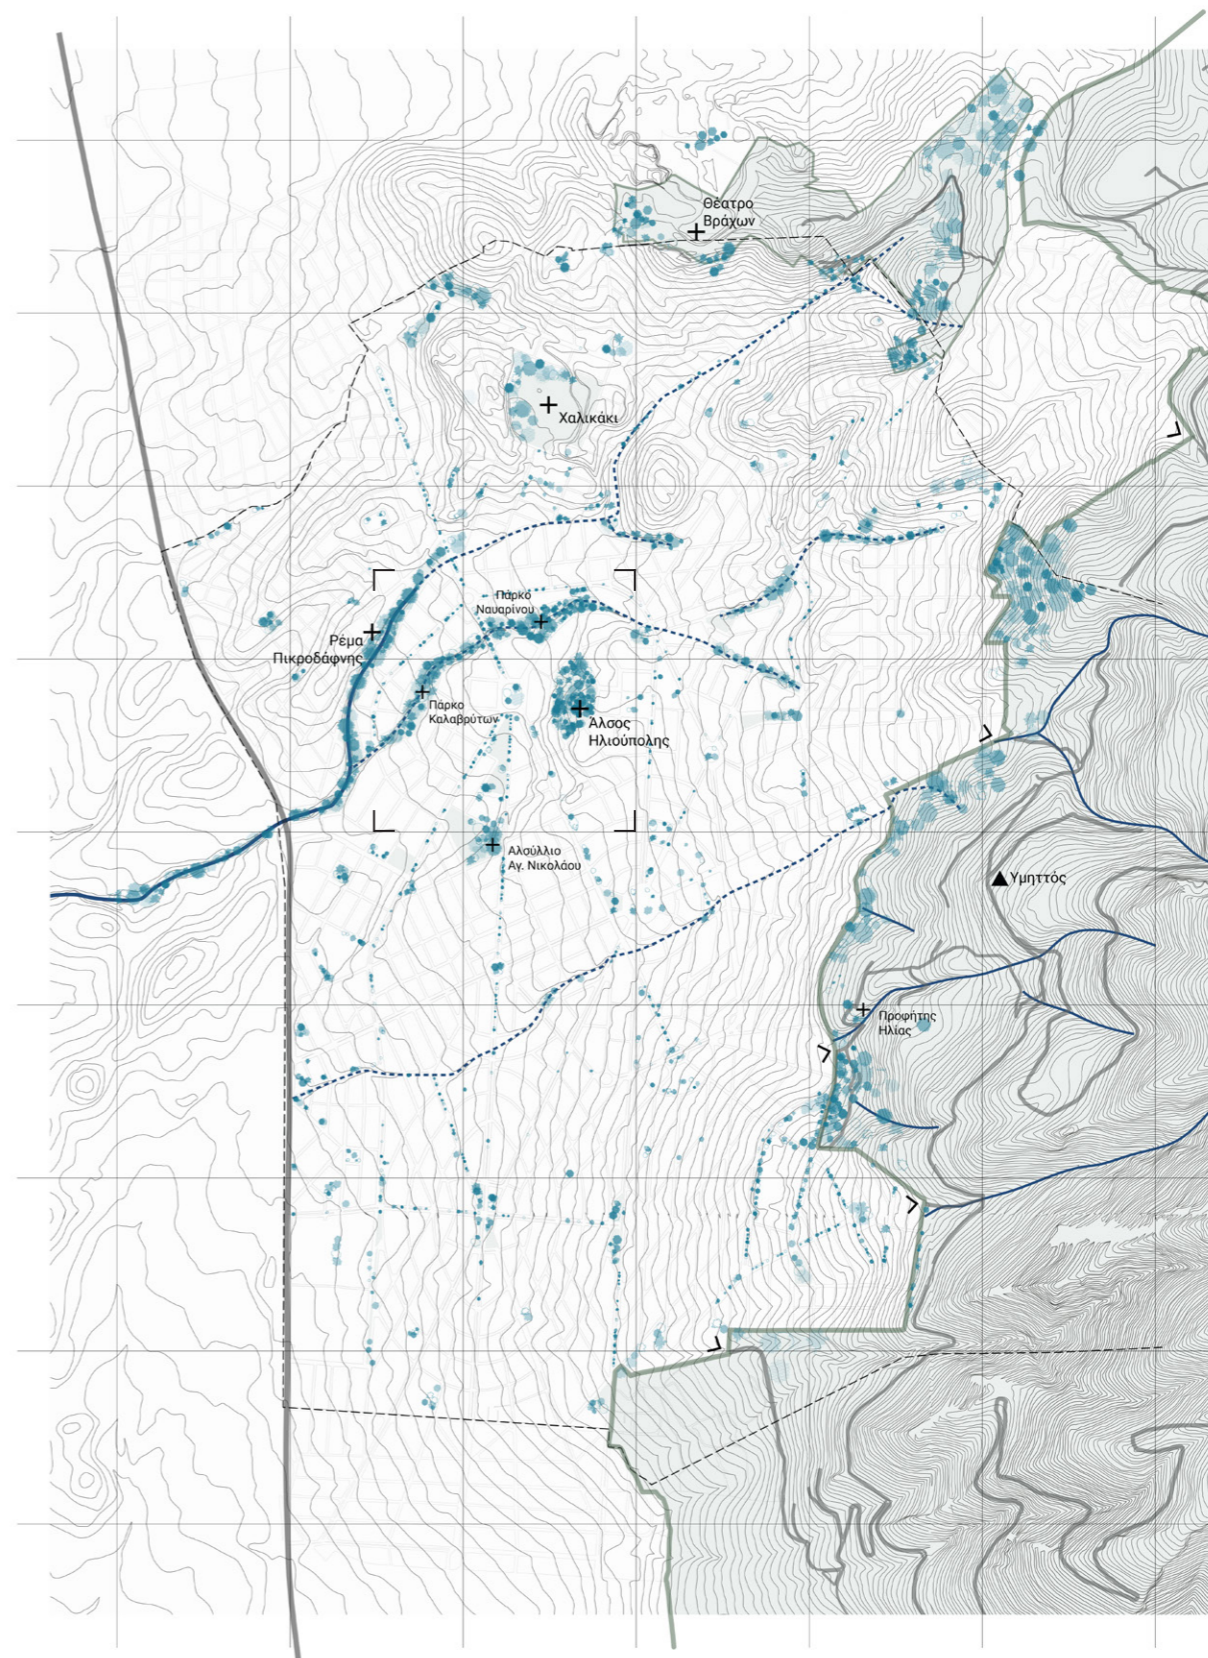 Θέατρο
Βράχων
Χαλικάκι
Πάρκο
Ναυαρίνου
Ρέμα
Πικροδάφνης
Πάρκο
Καλαβρύτων
Άλσος
Ηλιούπολης
Αλσύλλιο
Αγ. Νικολάου
Υμηττός
Προφήτης
Ηλίας